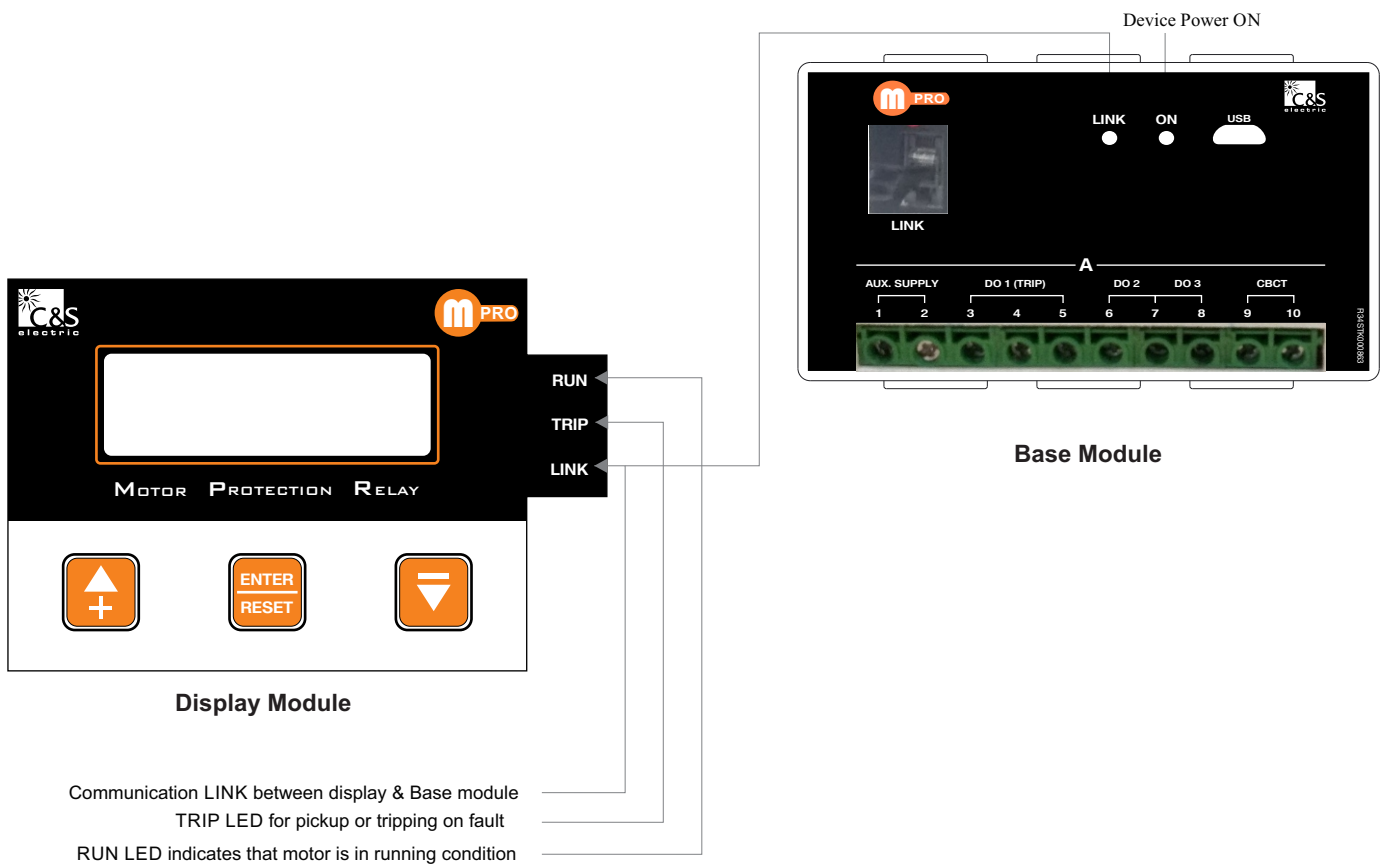 Device Power ON
m PRO
C&S
electric
LINK ON USB
LINK
A
AUX. SUPPLY DO 1 (TRIP) DO 2 DO 3 CBCT
1 2 3 4 5 6 7 8 9 10
R34STK000863
Base Module
C&S
electric
m PRO
RUN
TRIP
LINK
MOTOR PROTECTION RELAY
+
ENTER
RESET
Display Module
Communication LINK between display & Base module
TRIP LED for pickup or tripping on fault
RUN LED indicates that motor is in running condition